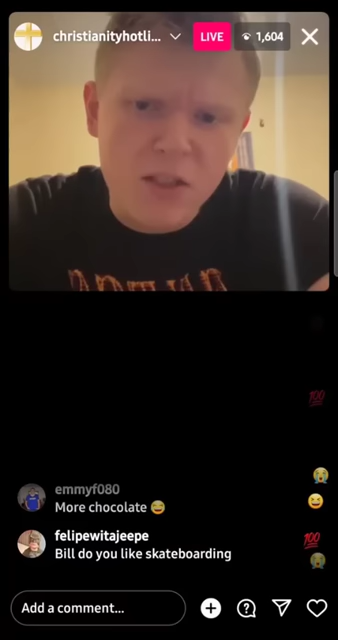 christianityhotli...
LIVE
1,604
emmyf080
More chocolate 😅
felipewitajeepe
Bill do you like skateboarding
Add a comment...